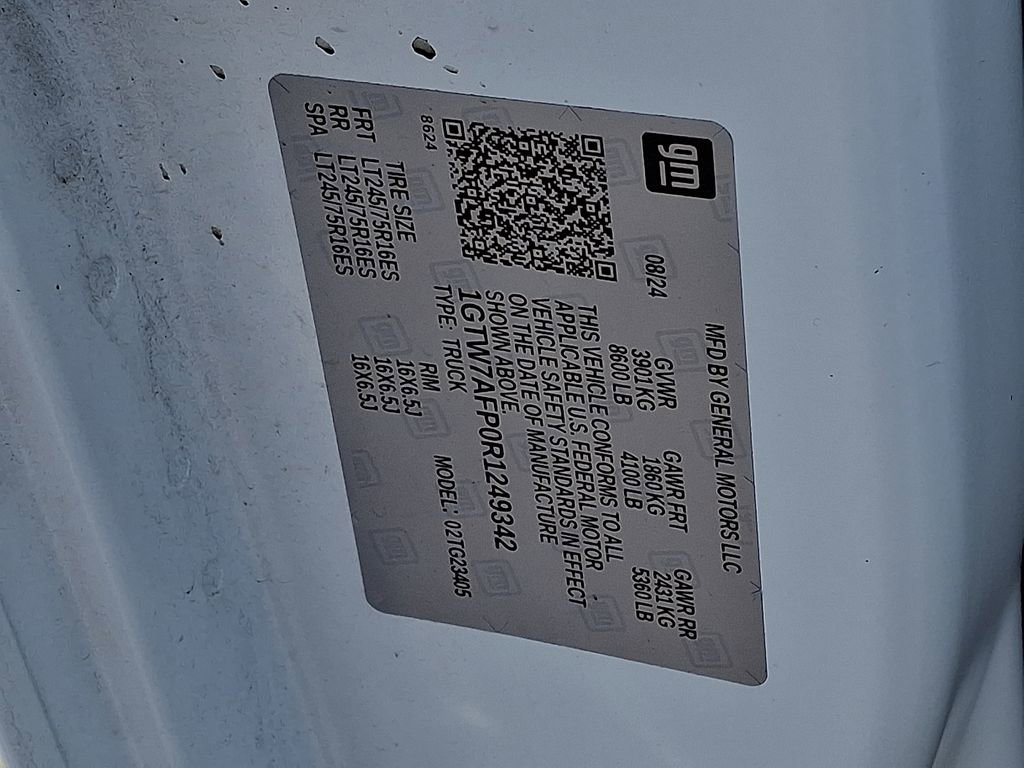 gm
MFD BY GENERAL MOTORS LLC
08/24 GVWR GAWR FRT GAWR RR
3901 KG 1860 KG 2431 KG
8600 LB 4100 LB 5360 LB
THIS VEHICLE CONFORMS TO ALL
APPLICABLE U.S. FEDERAL MOTOR
VEHICLE SAFETY STANDARDS IN EFFECT
ON THE DATE OF MANUFACTURE
SHOWN ABOVE.
1GTW7AFP0R1249342
8624 TYPE: TRUCK MODEL: 02TG23405
TIRE SIZE RIM
FRT LT245/75R16ES 16X6.5J
RR LT245/75R16ES 16X6.5J
SPA LT245/75R16ES 16X6.5J